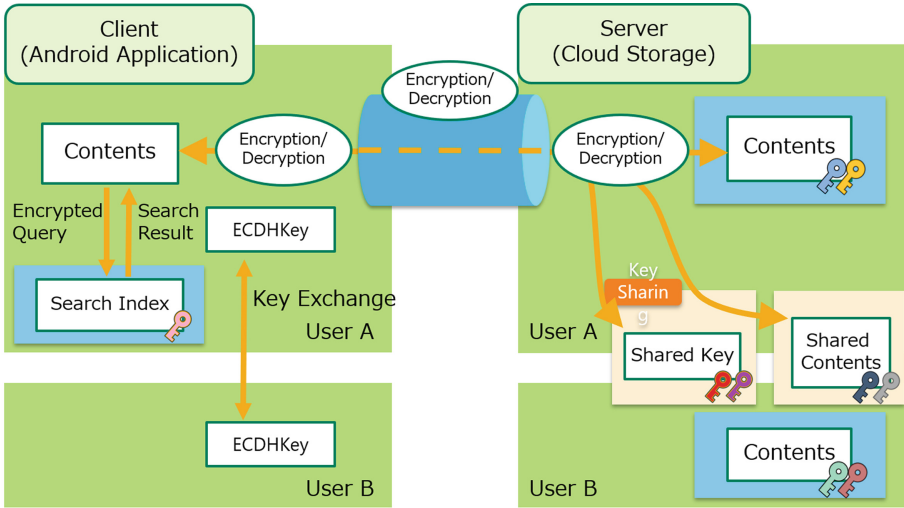 Client
(Android Application)
Server
(Cloud Storage)
Encryption/
Decryption
Contents
Encryption/
Decryption
Encryption/
Decryption
Contents
Encrypted
Query
Search
Result
ECDHKey
Search Index
Key Exchange
User A
Key
Sharin
g
User A
Shared Key
Shared
Contents
ECDHKey
User B
Contents
User B